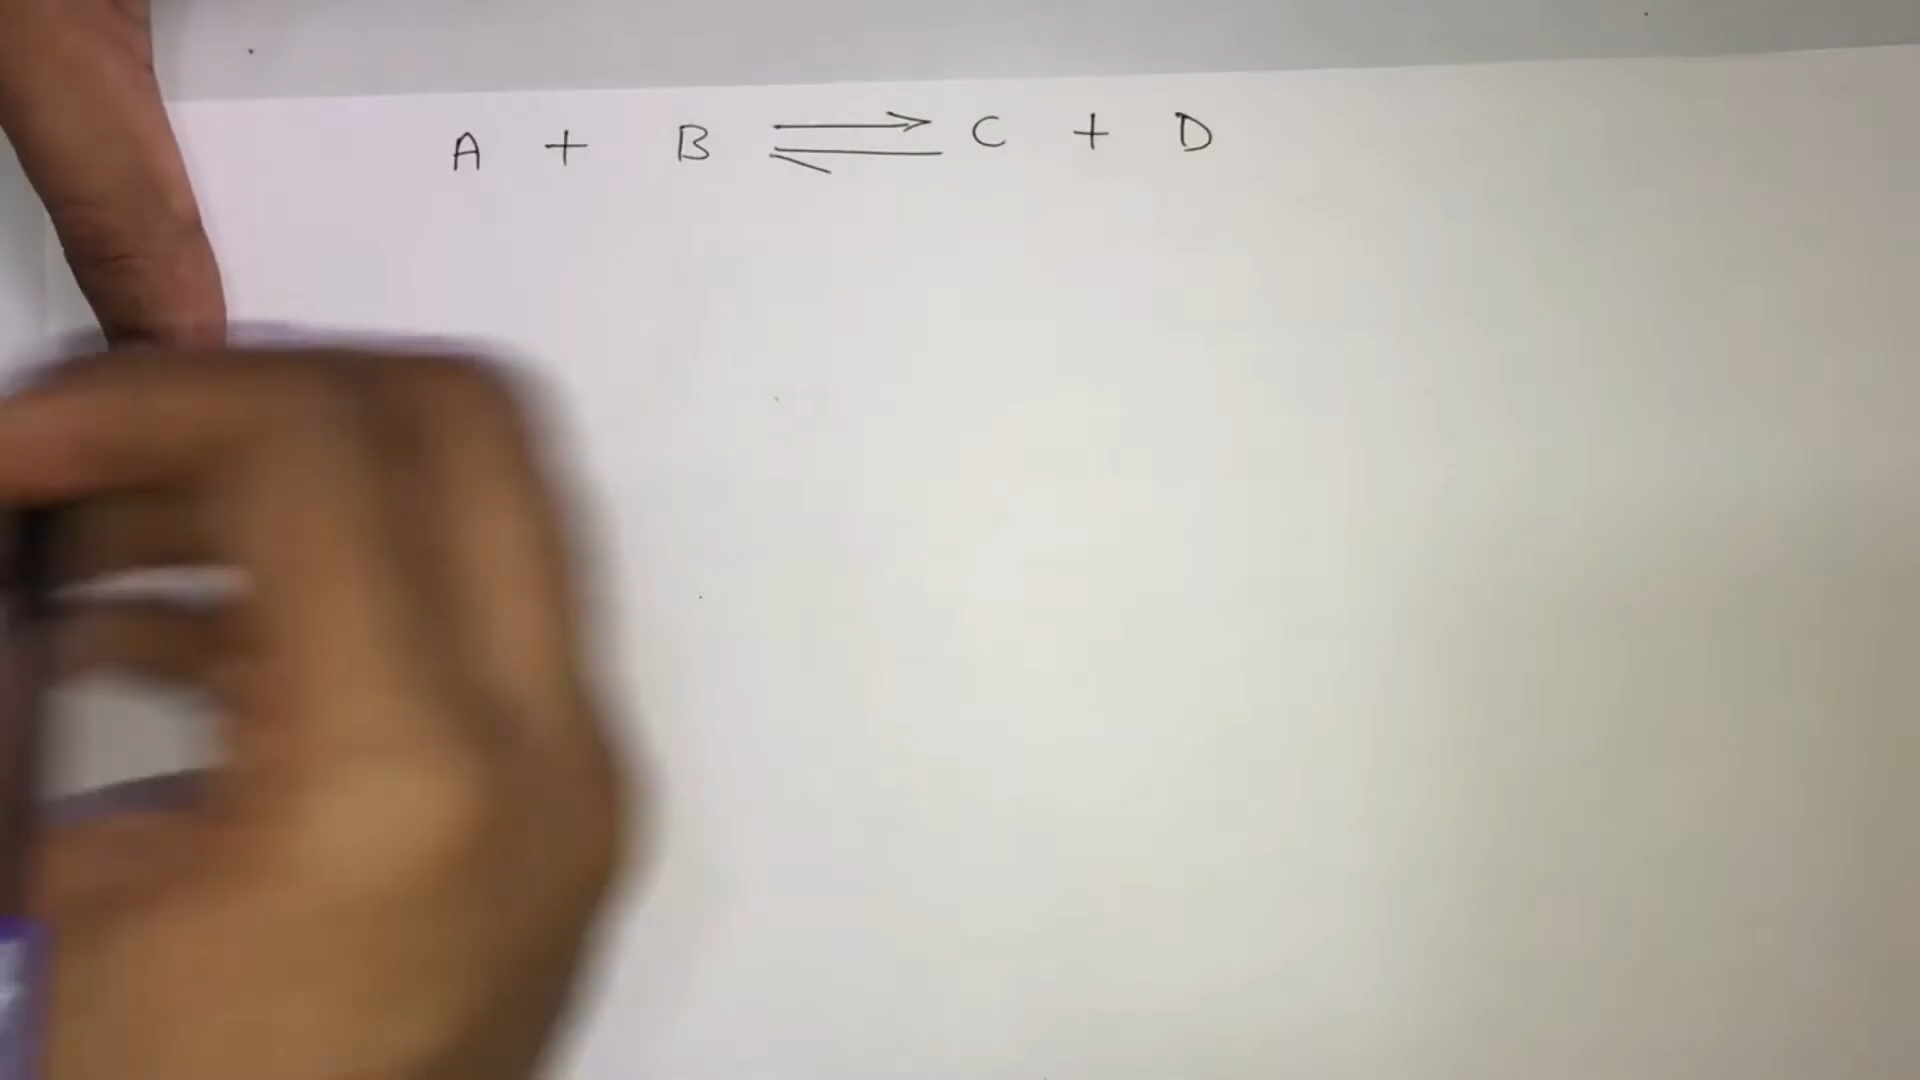 A + B ⇌ C + D